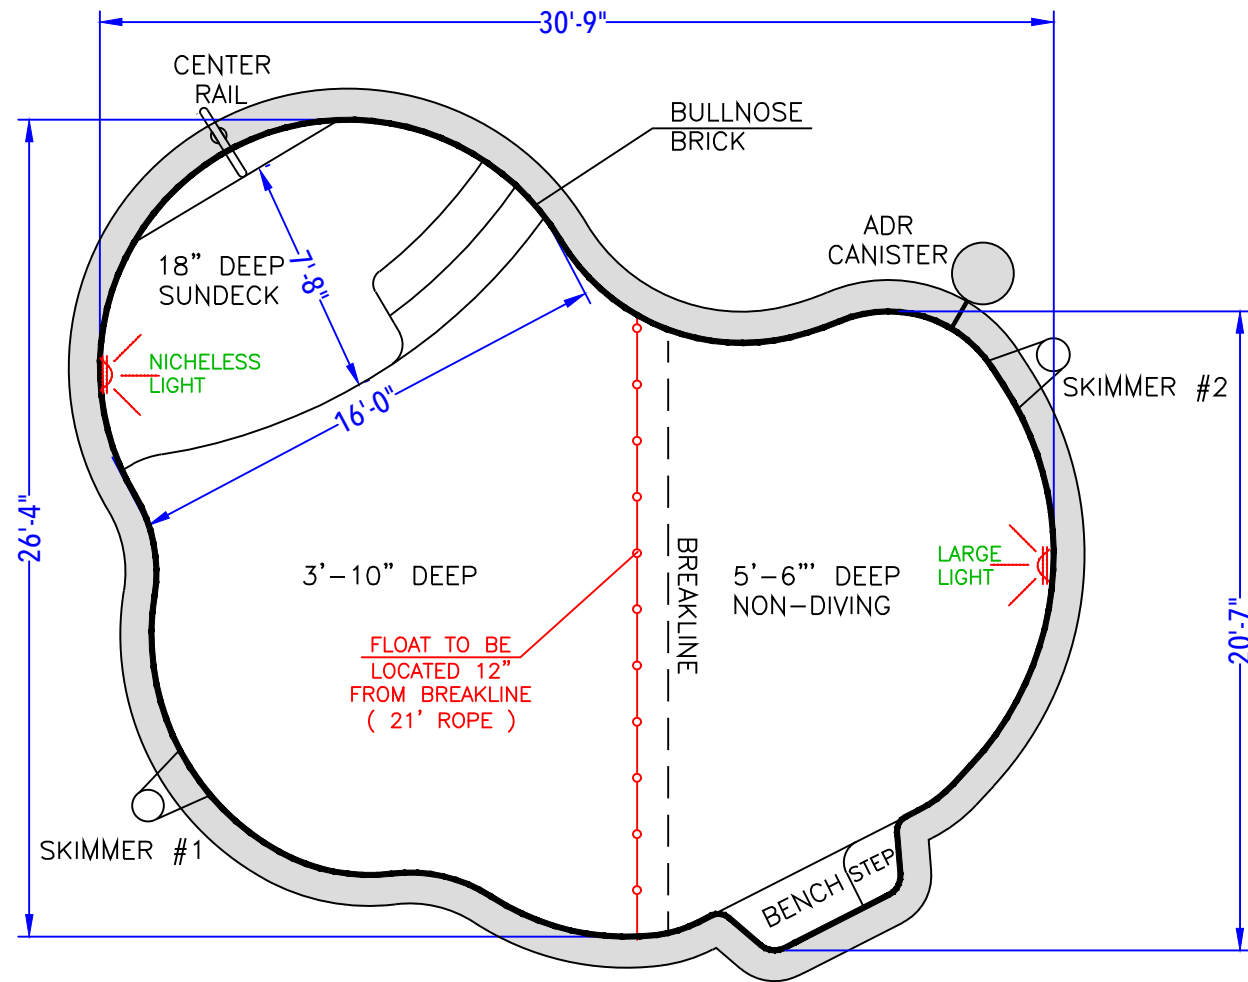 30'-9"
CENTER
RAIL
BULLNOSE
BRICK
ADR
CANISTER
18” DEEP
SUNDECK
7'-8"
NICHELESS
LIGHT
SKIMMER #2
16'-0"
26'-4"
BREAKLINE
LARGE
LIGHT
3’-10” DEEP
5’-6”’ DEEP
NON-DIVING
20'-7"
FLOAT TO BE
LOCATED 12”
FROM BREAKLINE
( 21’ ROPE )
SKIMMER #1
BENCH
STEP